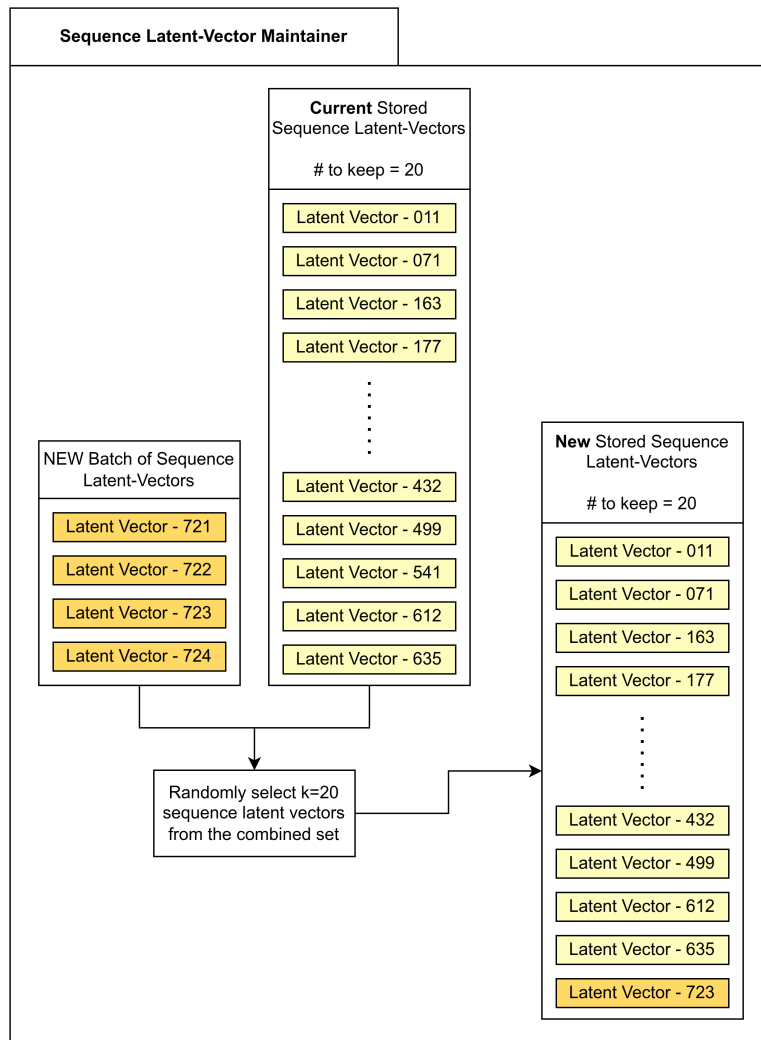 Sequence Latent-Vector Maintainer
Current Stored
Sequence Latent-Vectors
# to keep = 20
Latent Vector - 011
Latent Vector - 071
Latent Vector - 163
Latent Vector - 177
Latent Vector - 432
Latent Vector - 499
Latent Vector - 541
Latent Vector - 612
Latent Vector - 635
NEW Batch of Sequence
Latent-Vectors
Latent Vector - 721
Latent Vector - 722
Latent Vector - 723
Latent Vector - 724
Randomly select k=20
sequence latent vectors
from the combined set
New Stored Sequence
Latent-Vectors
# to keep = 20
Latent Vector - 011
Latent Vector - 071
Latent Vector - 163
Latent Vector - 177
Latent Vector - 432
Latent Vector - 499
Latent Vector - 612
Latent Vector - 635
Latent Vector - 723